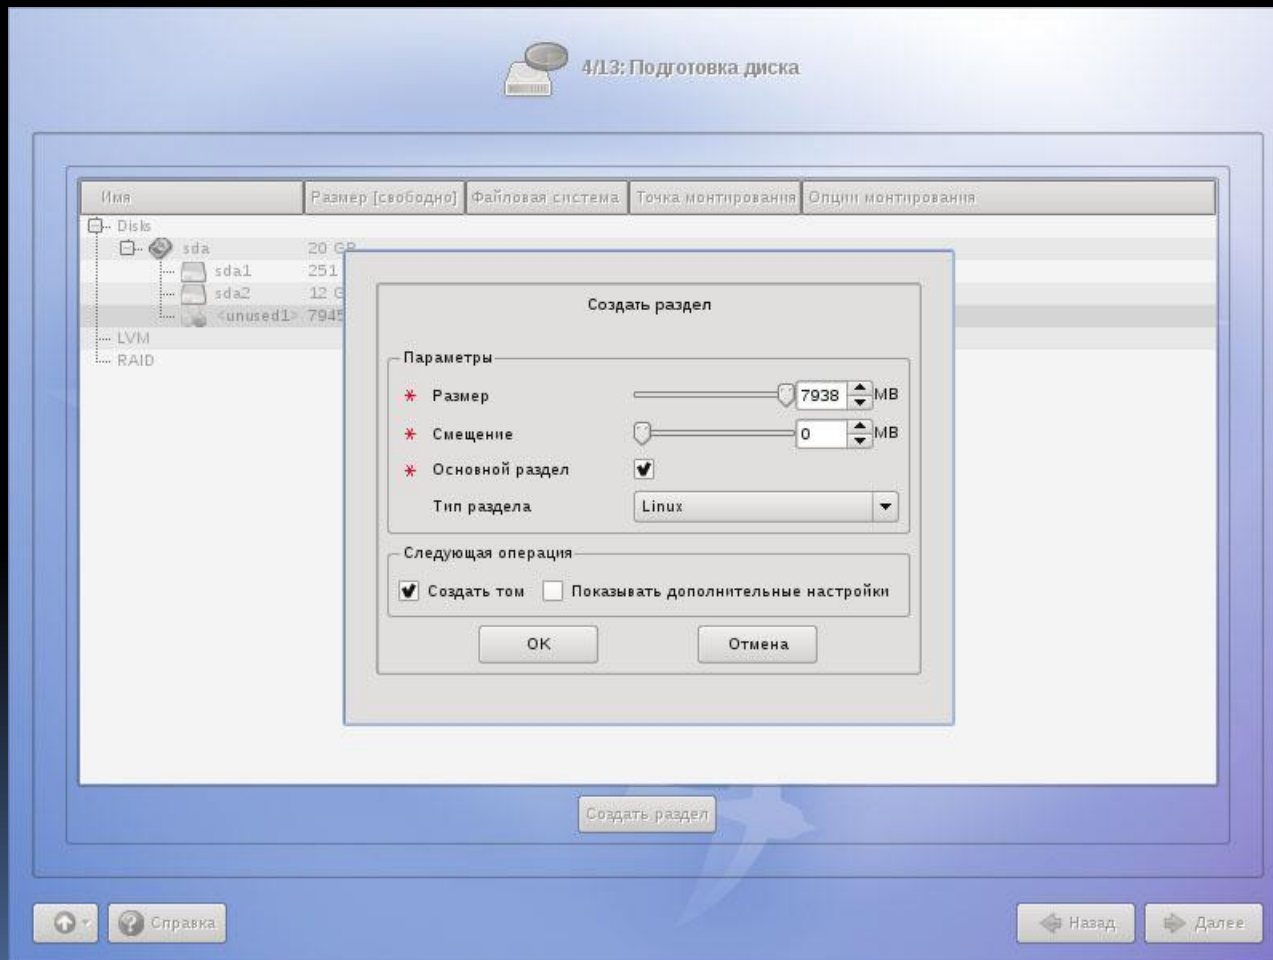 4/13: Подготовка диска
Имя Размер [свободно] Файловая система Точка монтирования Опции монтирования
Disks
sda 20 GB
sda1 251
sda2 12 G
<unused1> 7945
LVM
RAID
Создать раздел
Параметры
* Размер 7938 MB
* Смещение 0 MB
* Основной раздел
Тип раздела Linux
Следующая операция
Создать том Показывать дополнительные настройки
OK Отмена
Создать раздел
Справка Назад Далее